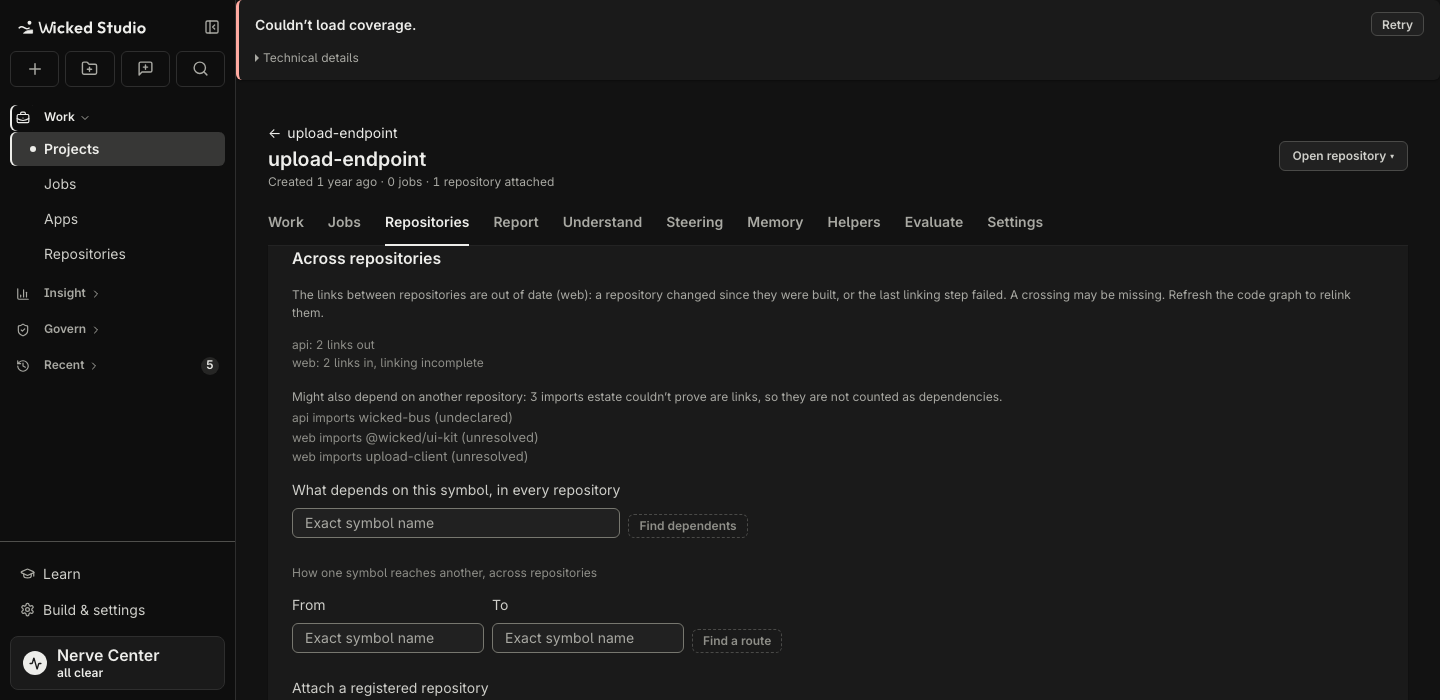 Wicked Studio
Work
Projects
Jobs
Apps
Repositories
Insight
Govern
Recent
5
Learn
Build & settings
Nerve Center
all clear
Couldn’t load coverage.
Retry
Technical details
← upload-endpoint
upload-endpoint
Created 1 year ago · 0 jobs · 1 repository attached
Open repository ▾
Work Jobs Repositories Report Understand Steering Memory Helpers Evaluate Settings
Across repositories
The links between repositories are out of date (web): a repository changed since they were built, or the last linking step failed. A crossing may be missing. Refresh the code graph to relink
them.
api: 2 links out
web: 2 links in, linking incomplete
Might also depend on another repository: 3 imports estate couldn’t prove are links, so they are not counted as dependencies.
api imports wicked-bus (undeclared)
web imports @wicked/ui-kit (unresolved)
web imports upload-client (unresolved)
What depends on this symbol, in every repository
Exact symbol name
Find dependents
How one symbol reaches another, across repositories
From To
Exact symbol name Exact symbol name Find a route
Attach a registered repository